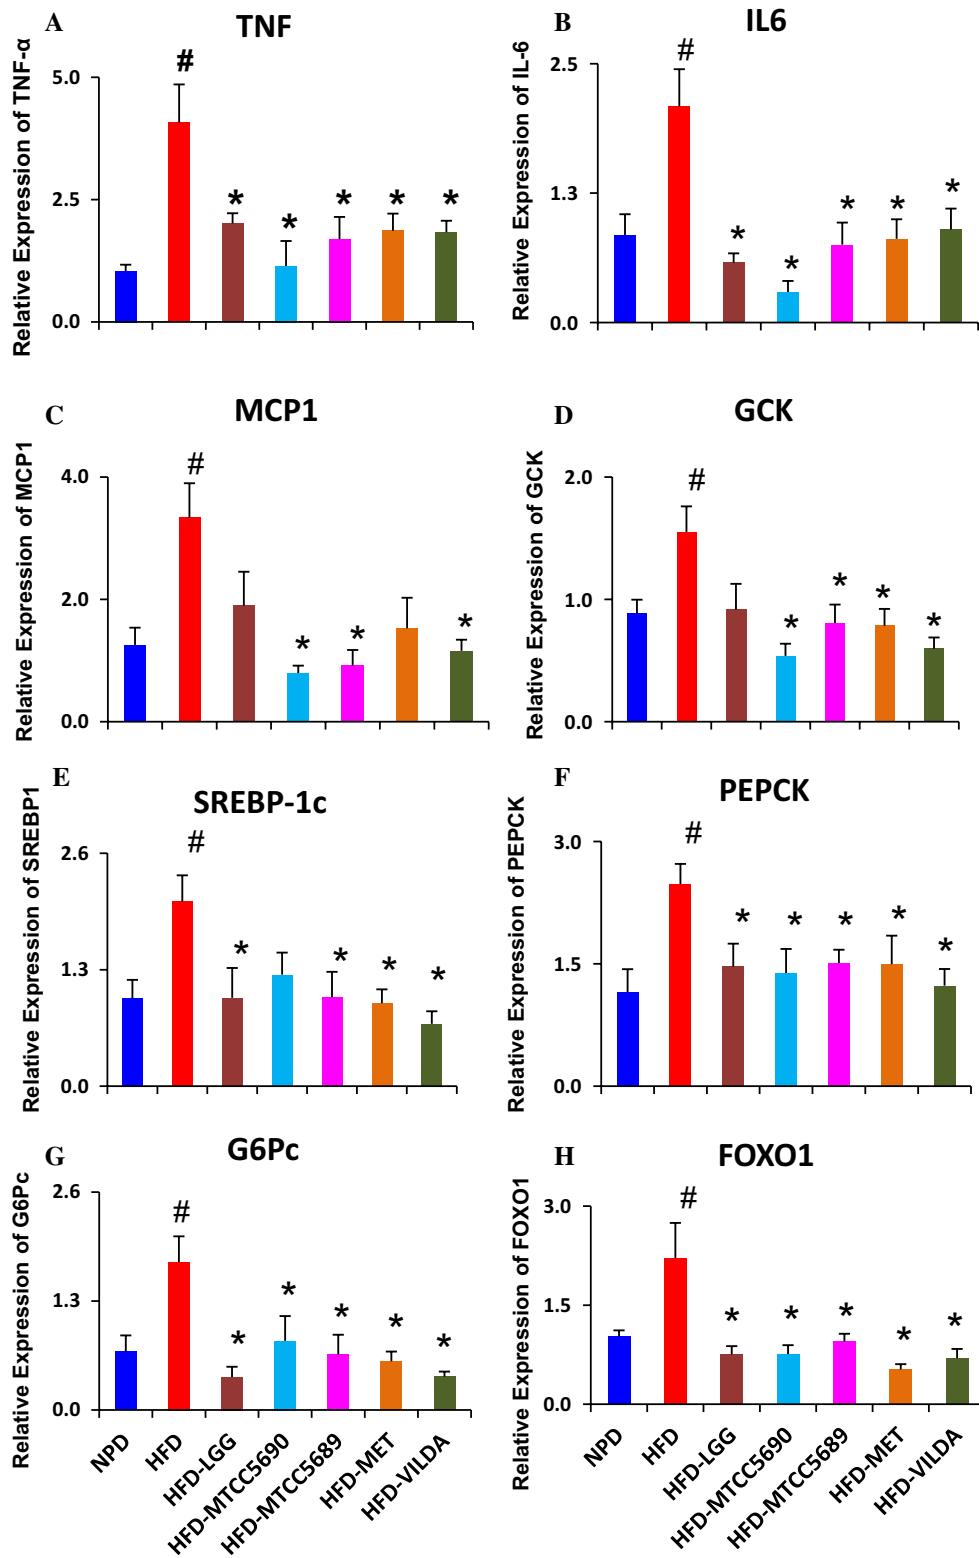 A
TNF
Relative Expression of TNF-α
5.0
2.5
0.0
#
*
*
*
*
*
B
IL6
Relative Expression of IL-6
2.5
1.3
0.0
#
*
*
*
*
*
C
MCP1
Relative Expression of MCP1
4.0
2.0
0.0
#
*
*
*
D
GCK
Relative Expression of GCK
2.0
1.0
0.0
#
*
*
*
*
E
SREBP-1c
Relative Expression of SREBP1
2.6
1.3
0.0
#
*
*
*
*
F
PEPCK
Relative Expression of PEPCK
3.0
1.5
0.0
#
*
*
*
*
*
G
G6Pc
Relative Expression of G6Pc
2.6
1.3
0.0
#
*
*
*
*
*
NPD
HFD
HFD-LGG
HFD-MTCC5690
HFD-MTCC5689
HFD-MET
HFD-VILDA
H
FOXO1
Relative Expression of FOXO1
3.0
1.5
0.0
#
*
*
*
*
*
NPD
HFD
HFD-LGG
HFD-MTCC5690
HFD-MTCC5689
HFD-MET
HFD-VILDA